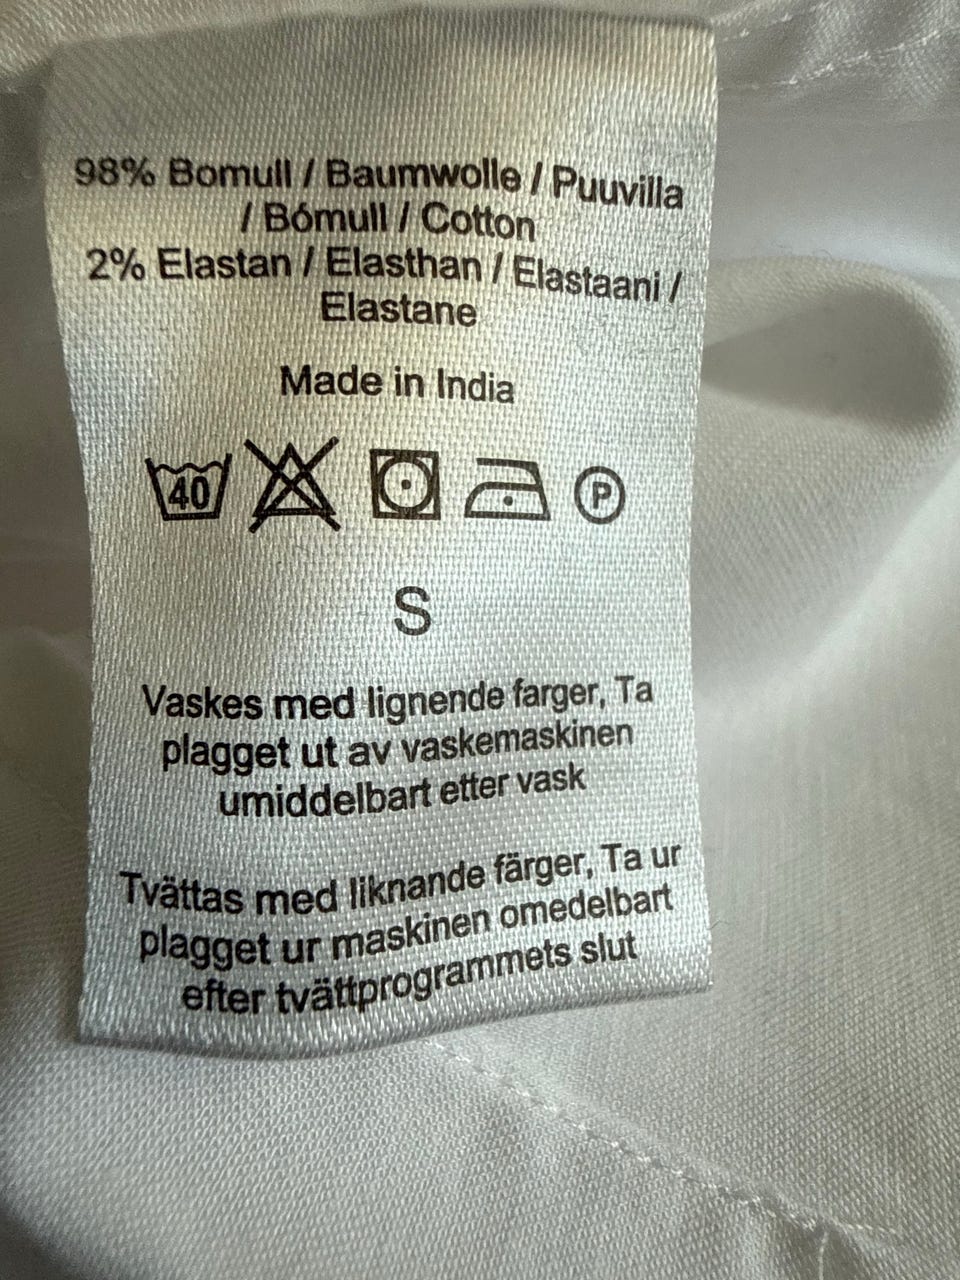 98% Bomull / Baumwolle / Puuvilla
/ Bómull / Cotton
2% Elastan / Elasthan / Elastaani /
Elastane
Made in India
40 P
S
Vaskes med lignende farger, Ta
plagget ut av vaskemaskinen
umiddelbart etter vask
Tvättas med liknande färger, Ta ur
plagget ur maskinen omedelbart
efter tvättprogrammets slut